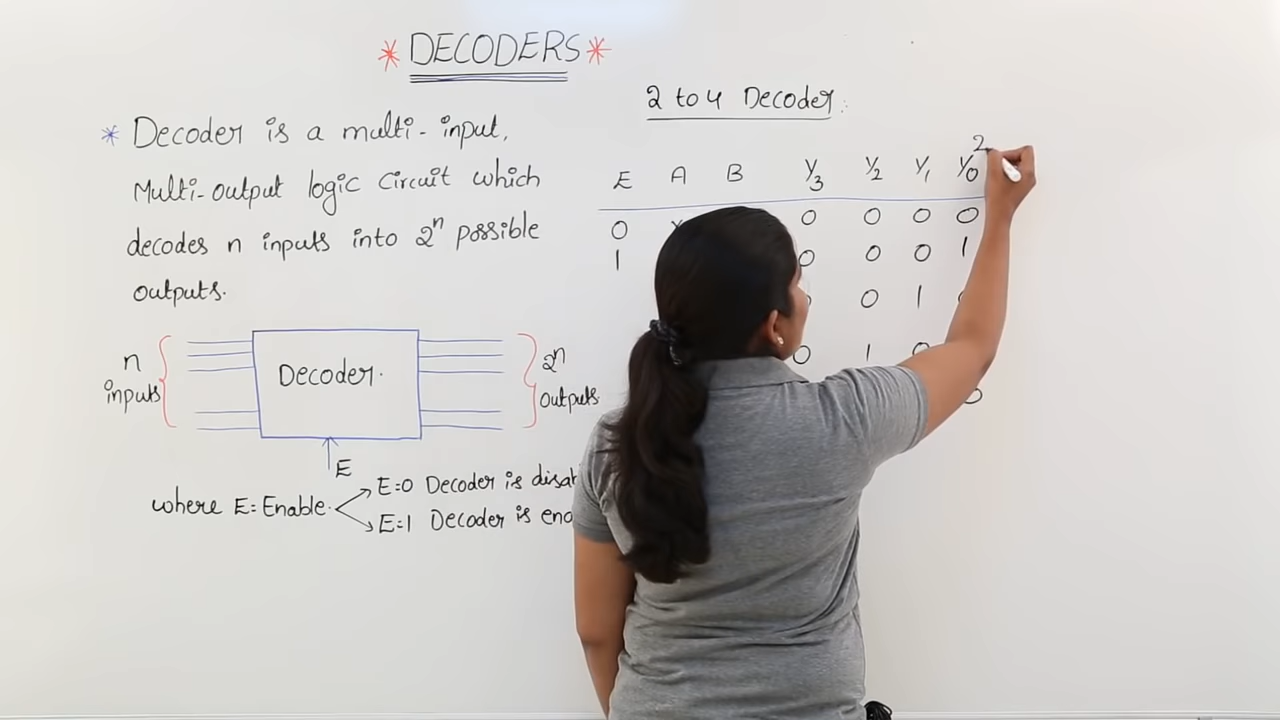 * DECODERS *
* Decoder is a multi-input,
Multi-output logic circuit which
decodes n inputs into 2ⁿ possible
outputs.
n
inputs
Decoder.
2ⁿ
outputs
E
where E=Enable.
E=0 Decoder is
E=1 Decoder is
2 to 4 Decoder:
2
E A B Y₃ Y₂ Y₁ Y₀
0 0 0 0 0
1 0 0 0 1
0 1
0 1